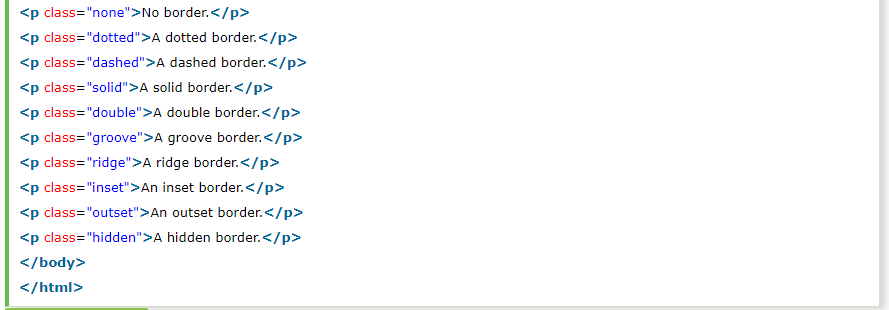 <p class="none">No border.</p>
<p class="dotted">A dotted border.</p>
<p class="dashed">A dashed border.</p>
<p class="solid">A solid border.</p>
<p class="double">A double border.</p>
<p class="groove">A groove border.</p>
<p class="ridge">A ridge border.</p>
<p class="inset">An inset border.</p>
<p class="outset">An outset border.</p>
<p class="hidden">A hidden border.</p>
</body>
</html>